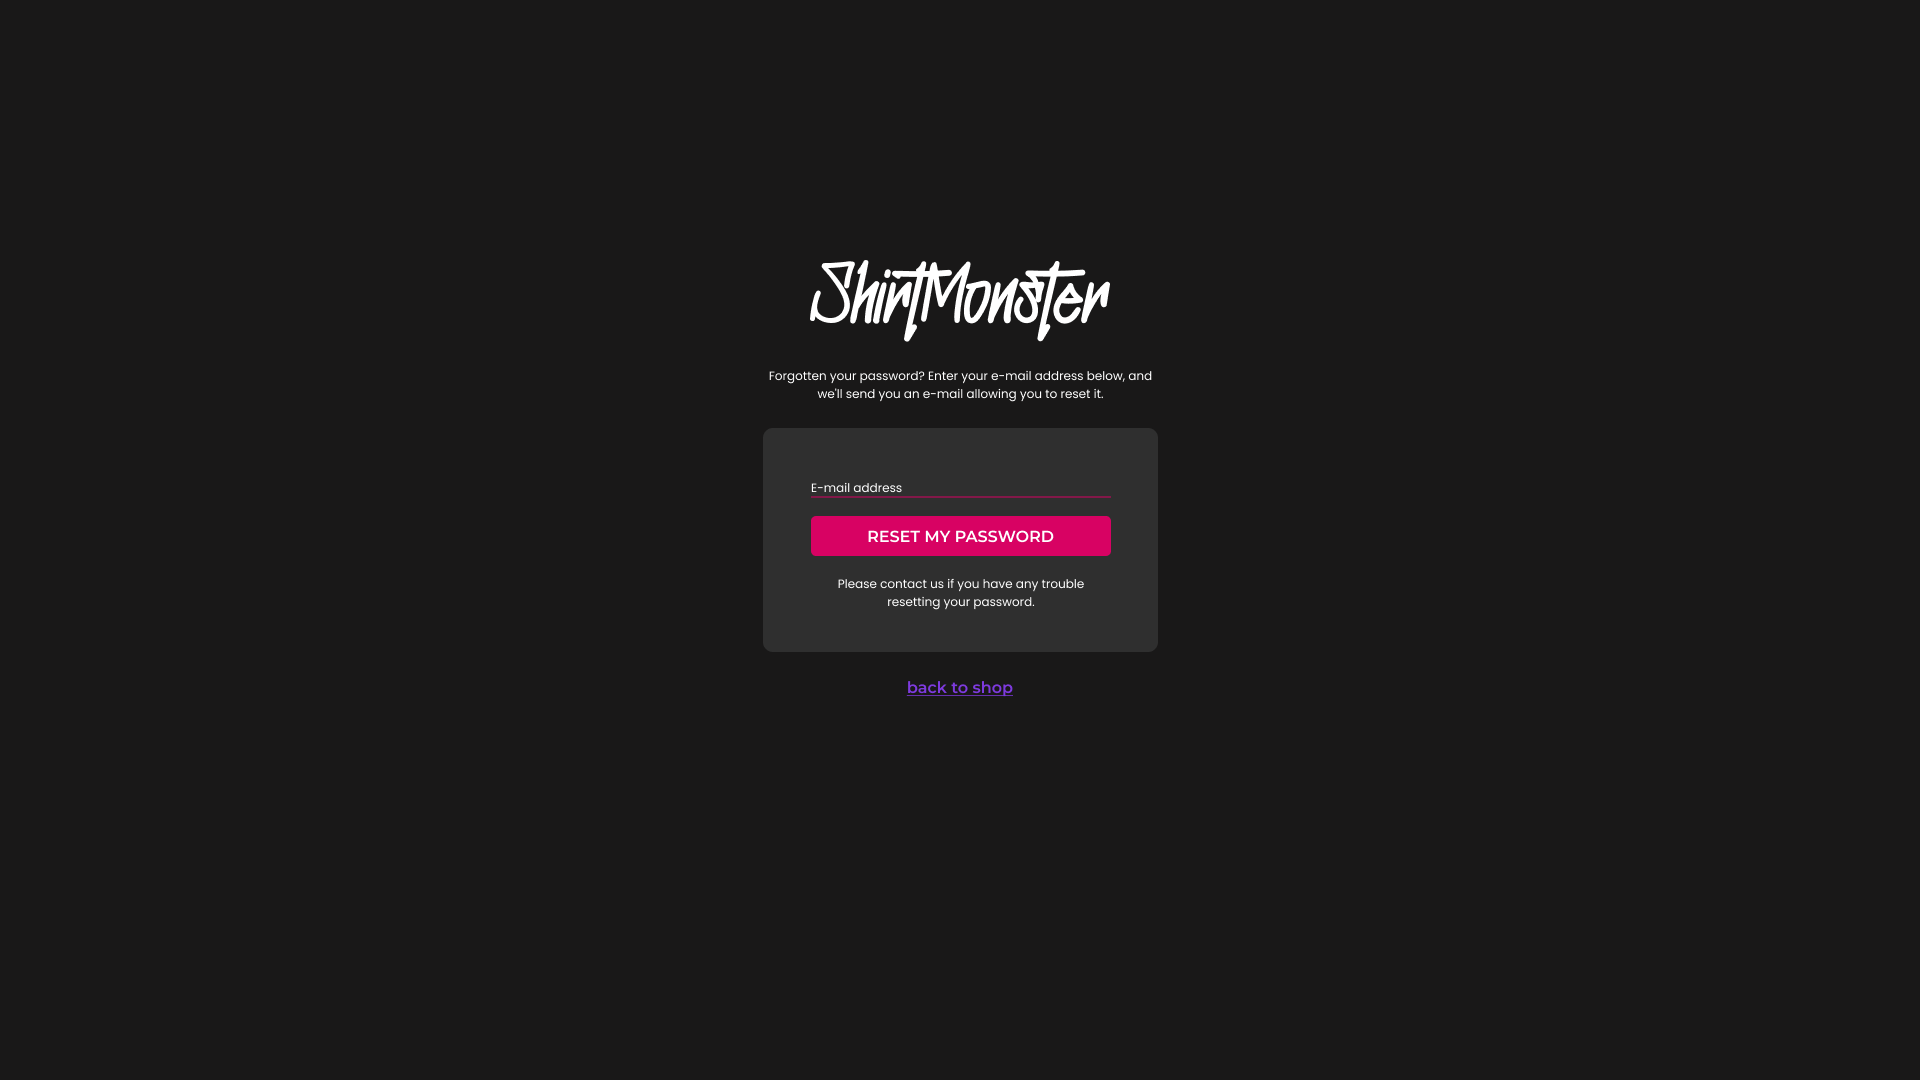 ShirtMonster
Forgotten your password? Enter your e-mail address below, and
we'll send you an e-mail allowing you to reset it.
E-mail address
RESET MY PASSWORD
Please contact us if you have any trouble
resetting your password.
back to shop